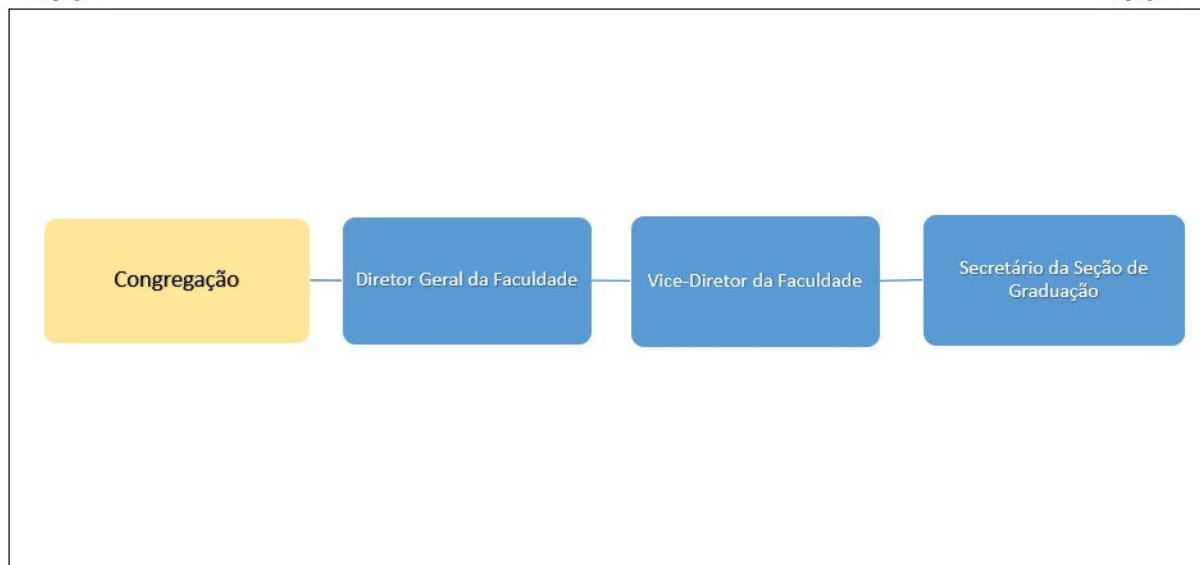 Congregação
Diretor Geral da Faculdade
Vice-Diretor da Faculdade
Secretário da Seção de
Graduação